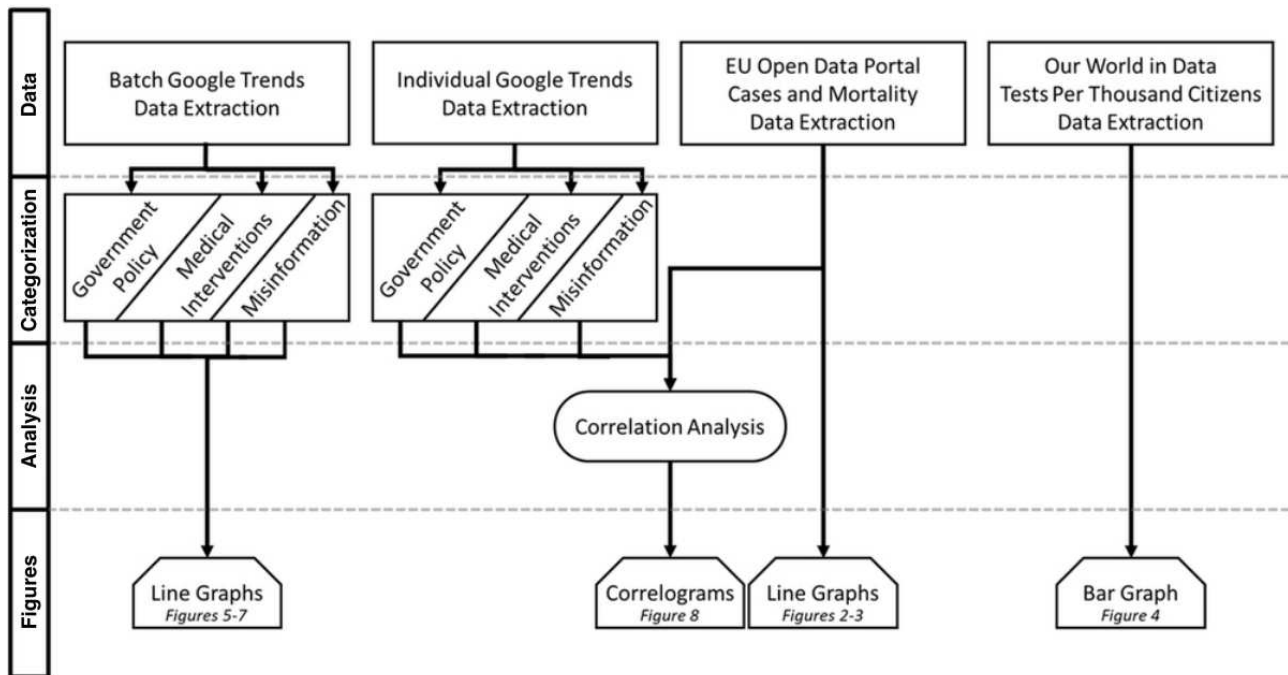 Data
Batch Google Trends
Data Extraction
Individual Google Trends
Data Extraction
EU Open Data Portal
Cases and Mortality
Data Extraction
Our World in Data
Tests Per Thousand Citizens
Data Extraction
Categorization
Government
Policy
Medical
Interventions
Misinformation
Government
Policy
Medical
Interventions
Misinformation
Analysis
Correlation Analysis
Figures
Line Graphs
Figures 5-7
Correlograms
Figure 8
Line Graphs
Figures 2-3
Bar Graph
Figure 4